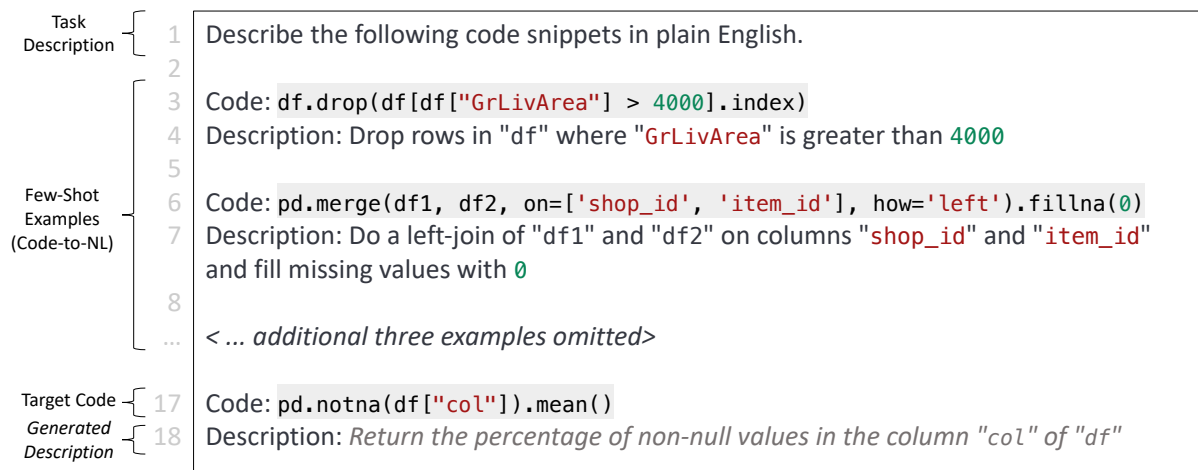 Task
Description
1 Describe the following code snippets in plain English.
2
Few-Shot
Examples
(Code-to-NL)
3 Code: df.drop(df[df["GrLivArea"] > 4000].index)
4 Description: Drop rows in "df" where "GrLivArea" is greater than 4000
5
6 Code: pd.merge(df1, df2, on=['shop_id', 'item_id'], how='left').fillna(0)
7 Description: Do a left-join of "df1" and "df2" on columns "shop_id" and "item_id"
and fill missing values with 0
8
... < ... additional three examples omitted>
Target Code
17 Code: pd.notna(df["col"]).mean()
Generated
Description
18 Description: Return the percentage of non-null values in the column "col" of "df"